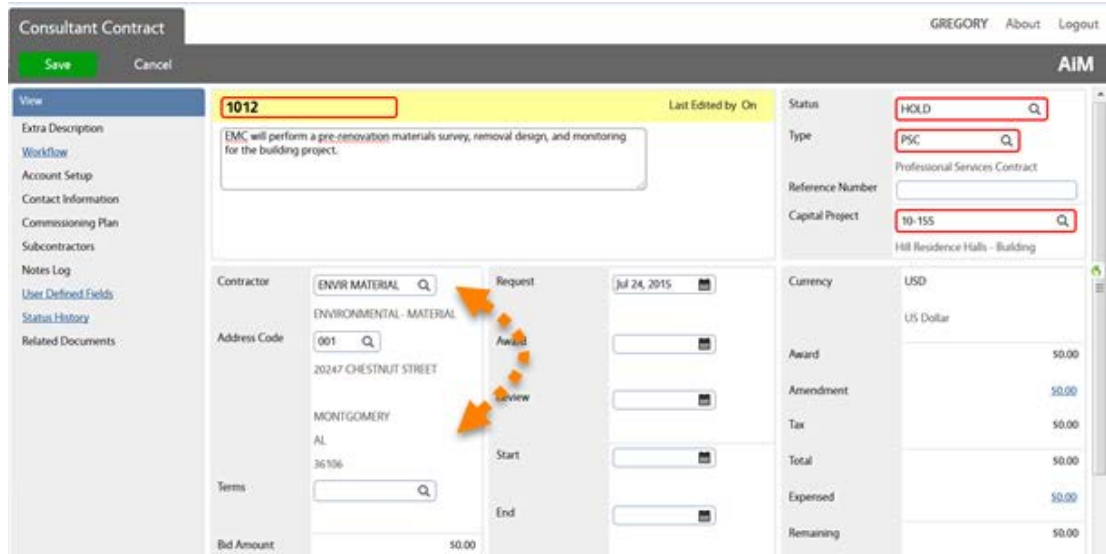 Consultant Contract
GREGORY About Logout
Save Cancel AiM
View
Extra Description
Workflow
Account Setup
Contact Information
Commissioning Plan
Subcontractors
Notes Log
User Defined Fields
Status History
Related Documents
1012 Last Edited by On
EMC will perform a pre-renovation materials survey, removal design, and monitoring
for the building project.
Status HOLD
Type PSC
Professional Services Contract
Reference Number
Capital Project 10-155
Hill Residence Halls - Building
Contractor ENVIR MATERIAL
ENVIRONMENTAL- MATERIAL
Address Code 001
20247 CHESTNUT STREET
MONTGOMERY
AL
36106
Terms
Bid Amount $0.00
Request Jul 24, 2015
Award
Review
Start
End
Currency USD
US Dollar
Award $0.00
Amendment $0.00
Tax $0.00
Total $0.00
Expensed $0.00
Remaining $0.00